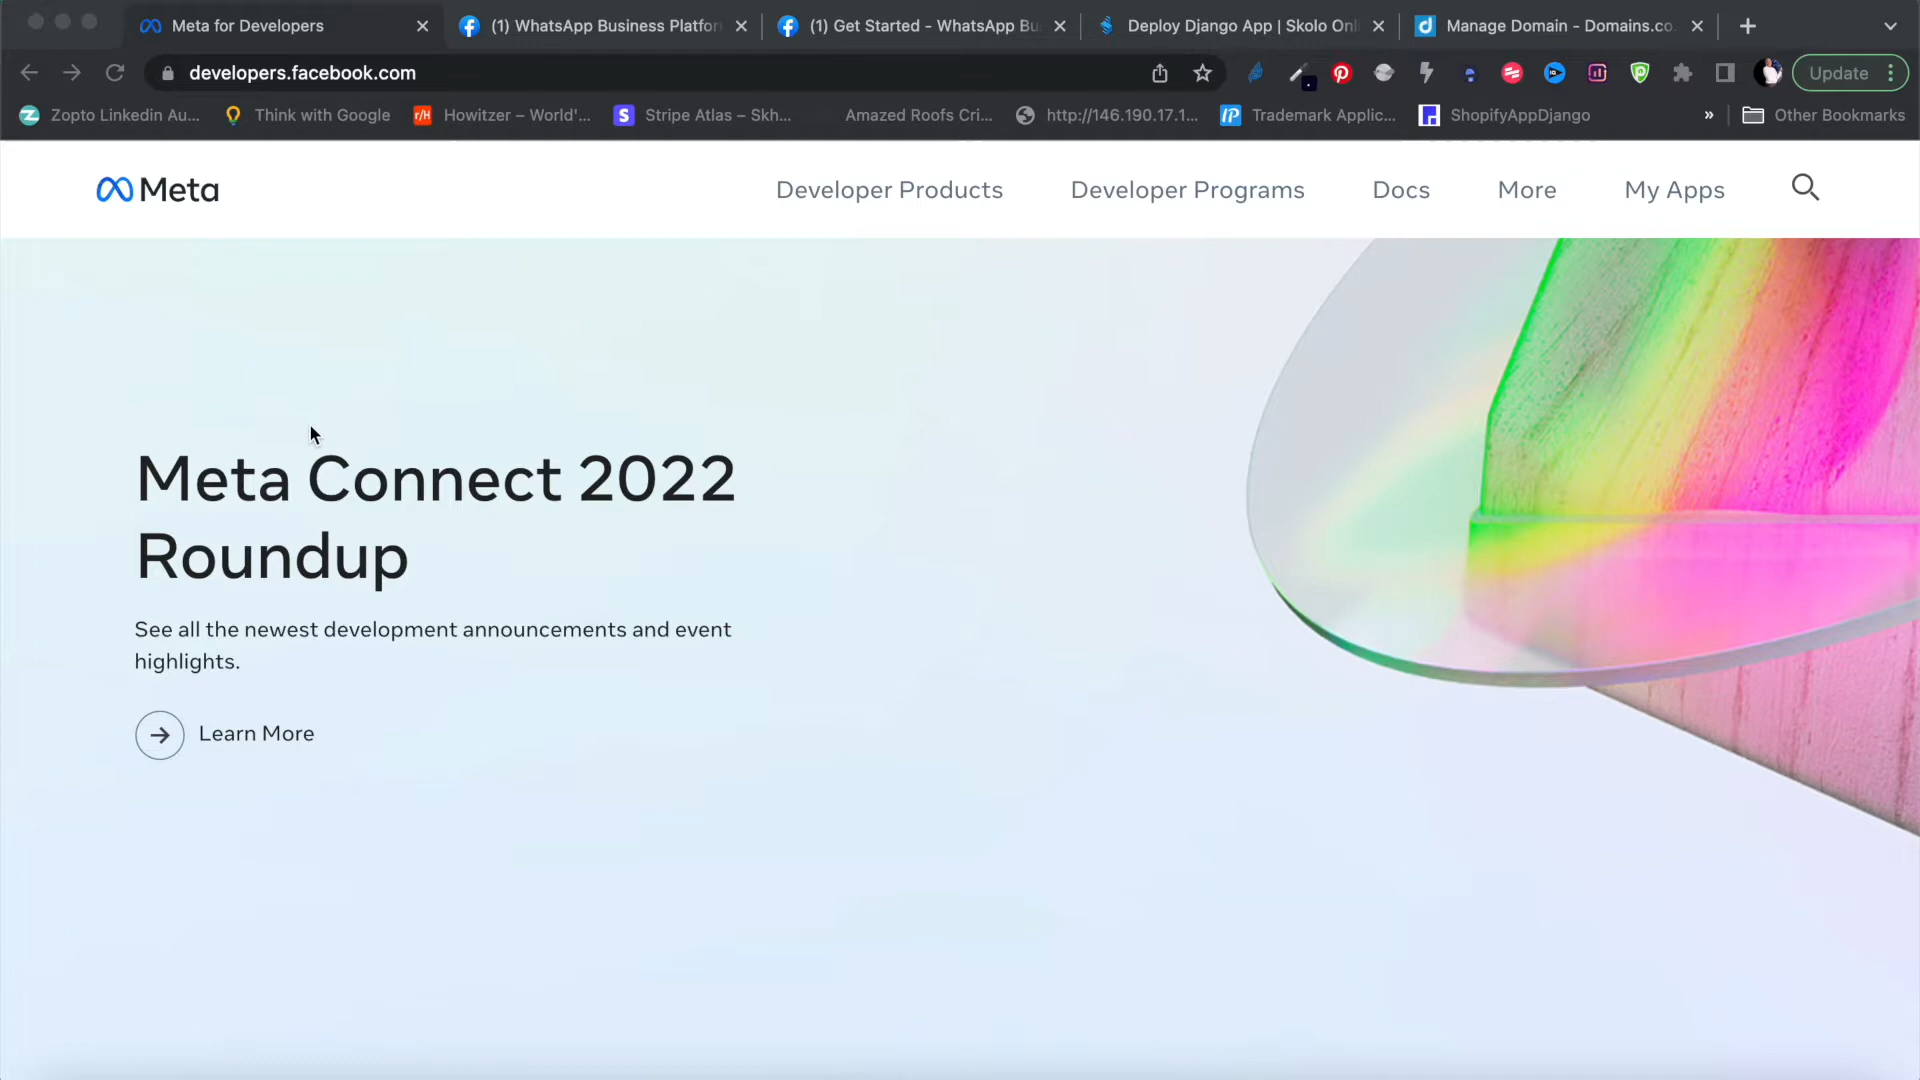 Meta for Developers
(1) WhatsApp Business Platfor
(1) Get Started - WhatsApp Bu
Deploy Django App | Skolo Onl
Manage Domain - Domains.co.
developers.facebook.com
Update
Zopto Linkedin Au...
Think with Google
r/H Howitzer – World'...
S Stripe Atlas – Skh...
Amazed Roofs Cri...
http://146.190.17.1...
IP Trademark Applic...
ShopifyAppDjango
»
Other Bookmarks
Meta
Developer Products
Developer Programs
Docs
More
My Apps
Meta Connect 2022
Roundup
See all the newest development announcements and event
highlights.
Learn More